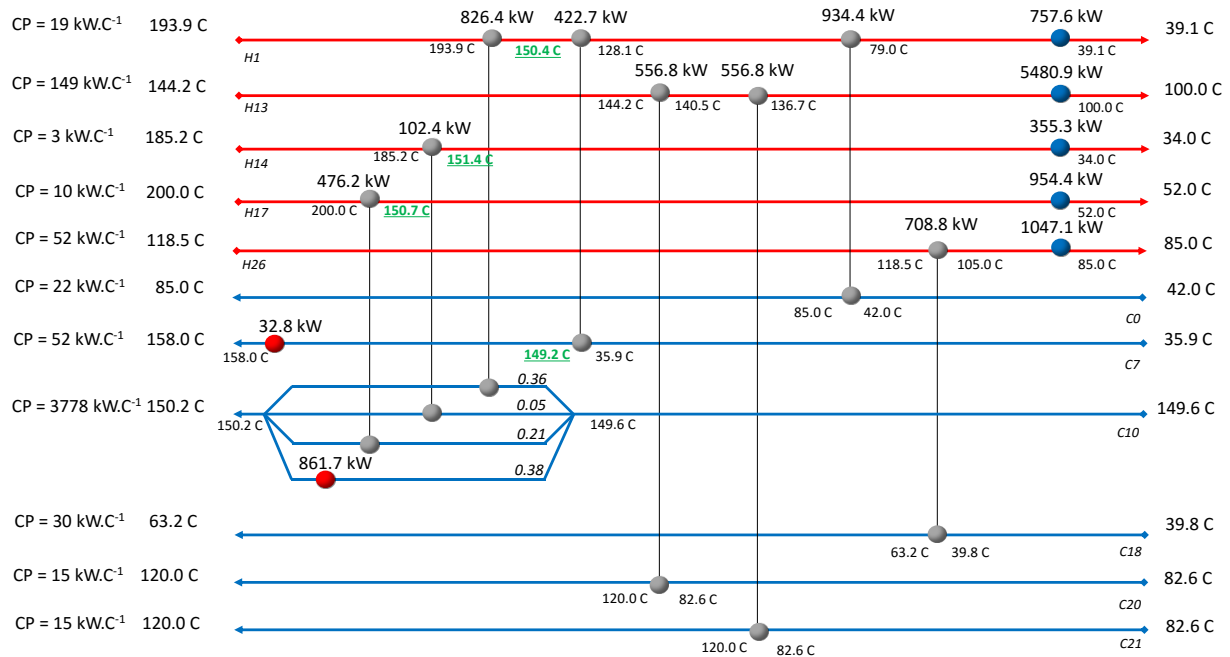 826.4 kW 422.7 kW 934.4 kW 757.6 kW
CP = 19 kW.C-1 193.9 C 39.1 C
193.9 C 150.4 C 128.1 C 79.0 C 39.1 C
H1
556.8 kW 556.8 kW 5480.9 kW
CP = 149 kW.C-1 144.2 C 100.0 C
144.2 C 140.5 C 136.7 C 100.0 C
H13
102.4 kW 355.3 kW
CP = 3 kW.C-1 185.2 C 34.0 C
185.2 C 151.4 C 34.0 C
H14
476.2 kW 954.4 kW
CP = 10 kW.C-1 200.0 C 52.0 C
200.0 C 150.7 C 52.0 C
H17
708.8 kW 1047.1 kW
CP = 52 kW.C-1 118.5 C 85.0 C
118.5 C 105.0 C 85.0 C
H26
CP = 22 kW.C-1 85.0 C 42.0 C
85.0 C 42.0 C
C0
32.8 kW
CP = 52 kW.C-1 158.0 C 35.9 C
158.0 C 149.2 C 35.9 C
C7
0.36
CP = 3778 kW.C-1 150.2 C 0.05 149.6 C
150.2 C 149.6 C
C10
0.21
861.7 kW 0.38
CP = 30 kW.C-1 63.2 C 39.8 C
63.2 C 39.8 C
C18
CP = 15 kW.C-1 120.0 C 82.6 C
120.0 C 82.6 C
C20
CP = 15 kW.C-1 120.0 C 82.6 C
120.0 C 82.6 C
C21